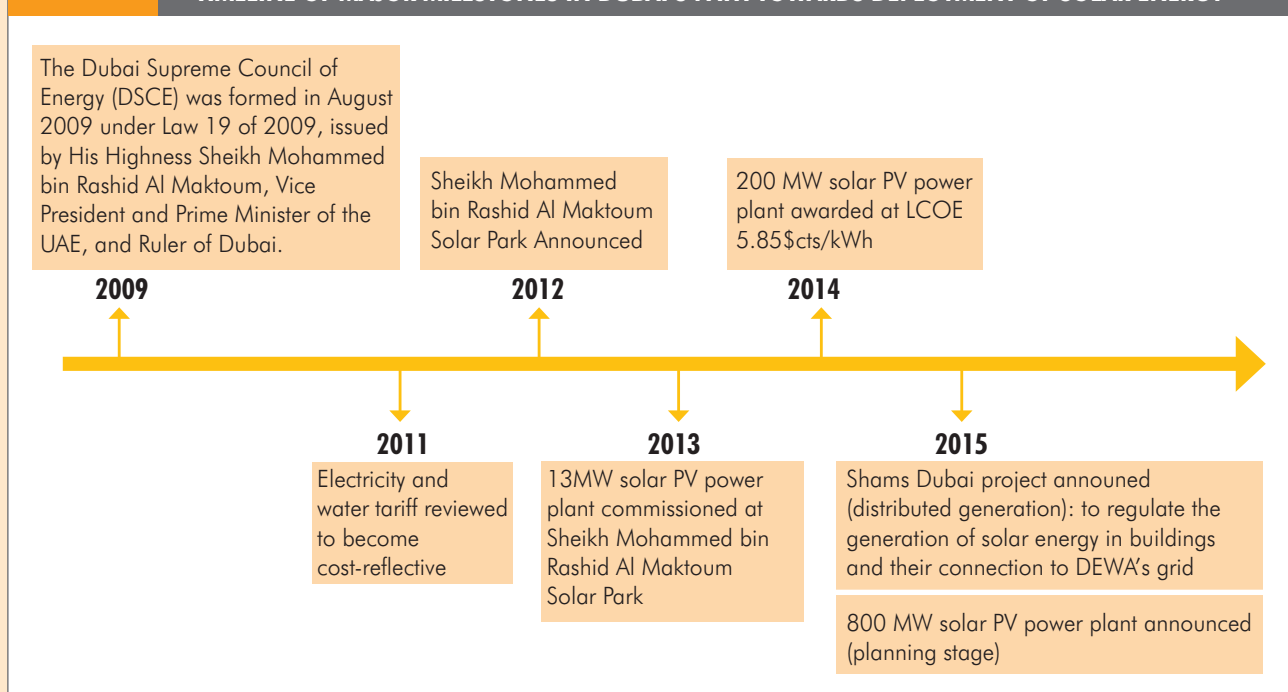 The Dubai Supreme Council of
Energy (DSCE) was formed in August
2009 under Law 19 of 2009, issued
by His Highness Sheikh Mohammed
bin Rashid Al Maktoum, Vice
President and Prime Minister of the
UAE, and Ruler of Dubai.
2009
Electricity and
water tariff reviewed
to become
cost-reflective
2011
Sheikh Mohammed
bin Rashid Al Maktoum
Solar Park Announced
2012
2013
13MW solar PV power
plant commissioned at
Sheikh Mohammed bin
Rashid Al Maktoum
Solar Park
200 MW solar PV power
plant awarded at LCOE
5.85$cts/kWh
2014
2015
Shams Dubai project announed
(distributed generation): to regulate the
generation of solar energy in buildings
and their connection to DEWA’s grid
800 MW solar PV power plant announced
(planning stage)